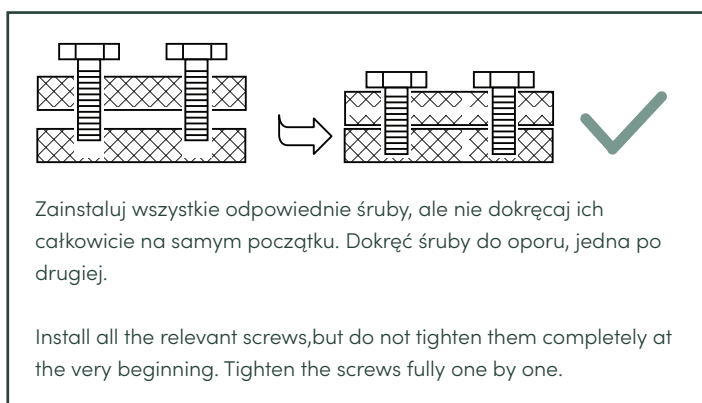 Zainstaluj wszystkie odpowiednie śruby, ale nie dokręcaj ich
całkowicie na samym początku. Dokręć śruby do oporu, jedna po
drugiej.
Install all the relevant screws,but do not tighten them completely at
the very beginning. Tighten the screws fully one by one.